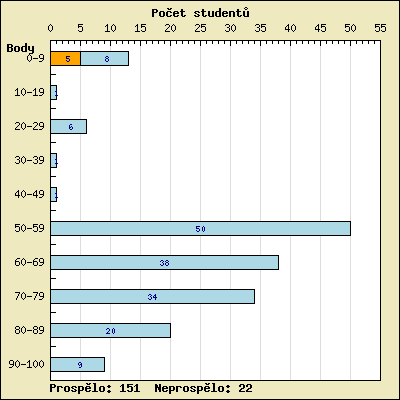 Počet studentů
0 5 10 15 20 25 30 35 40 45 50 55
Body
0-9 5 8
10-19 1
20-29 6
30-39 1
40-49 1
50-59 50
60-69 38
70-79 34
80-89 20
90-100 9
Prospělo: 151 Neprospělo: 22